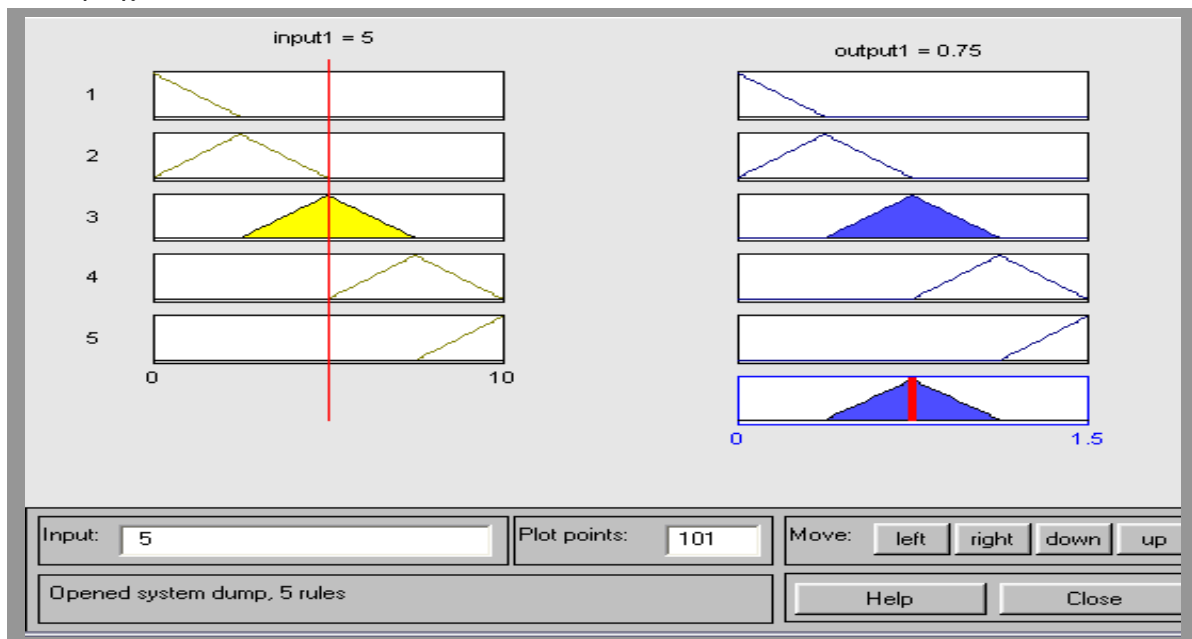 input1 = 5
output1 = 0.75
1
2
3
4
5
0 10
0 1.5
Input: 5
Plot points: 101
Move: left right down up
Opened system dump, 5 rules
Help Close